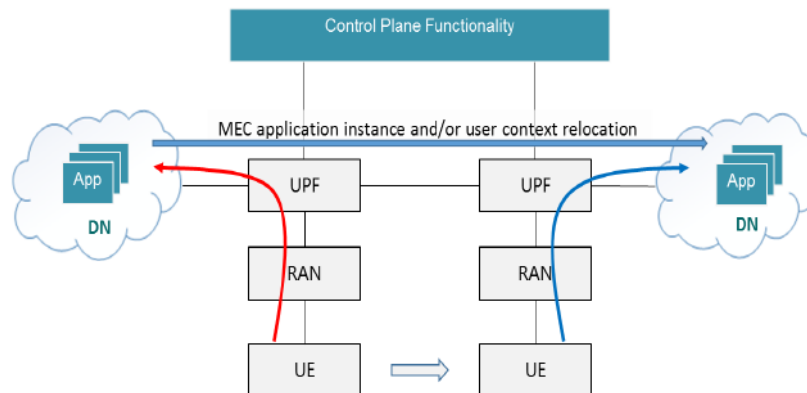 Control Plane Functionality
MEC application instance and/or user context relocation
App
DN
UPF
UPF
App
DN
RAN
RAN
UE
UE